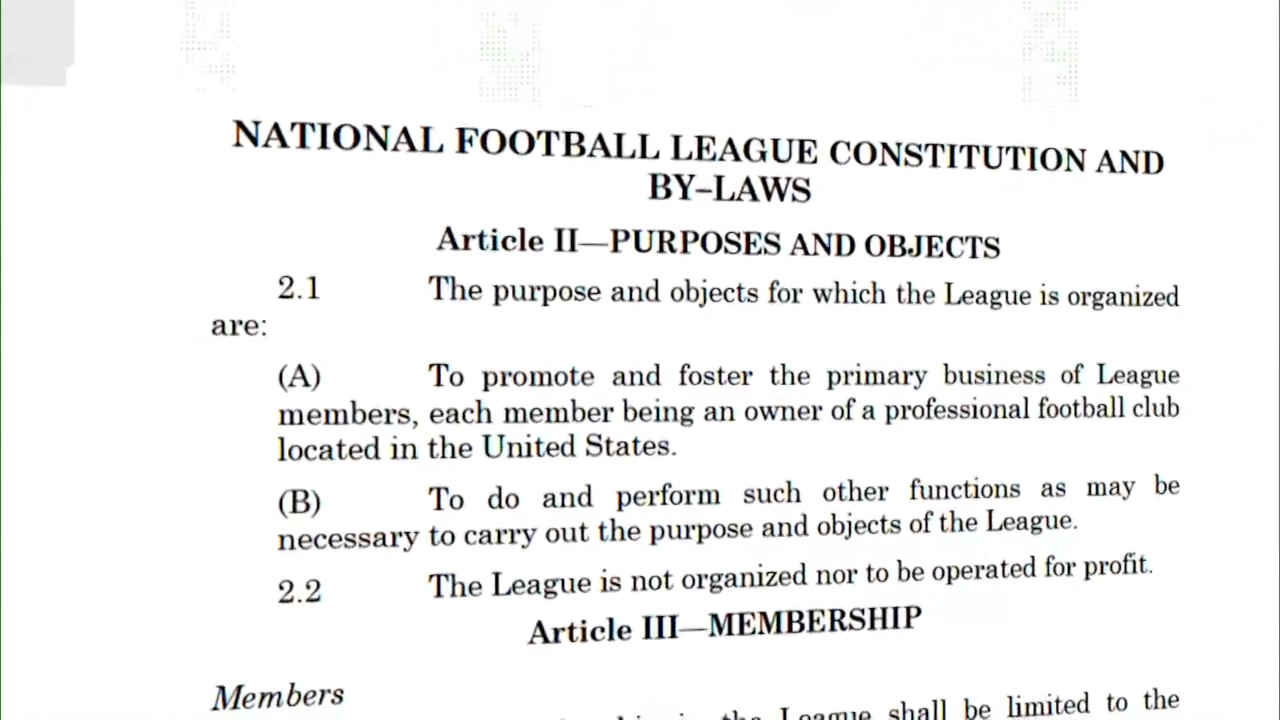 NATIONAL FOOTBALL LEAGUE CONSTITUTION AND
BY–LAWS
Article II—PURPOSES AND OBJECTS
2.1 The purpose and objects for which the League is organized
are:
(A) To promote and foster the primary business of League
members, each member being an owner of a professional football club
located in the United States.
(B) To do and perform such other functions as may be
necessary to carry out the purpose and objects of the League.
2.2 The League is not organized nor to be operated for profit.
Article III—MEMBERSHIP
Members
the League shall be limited to the